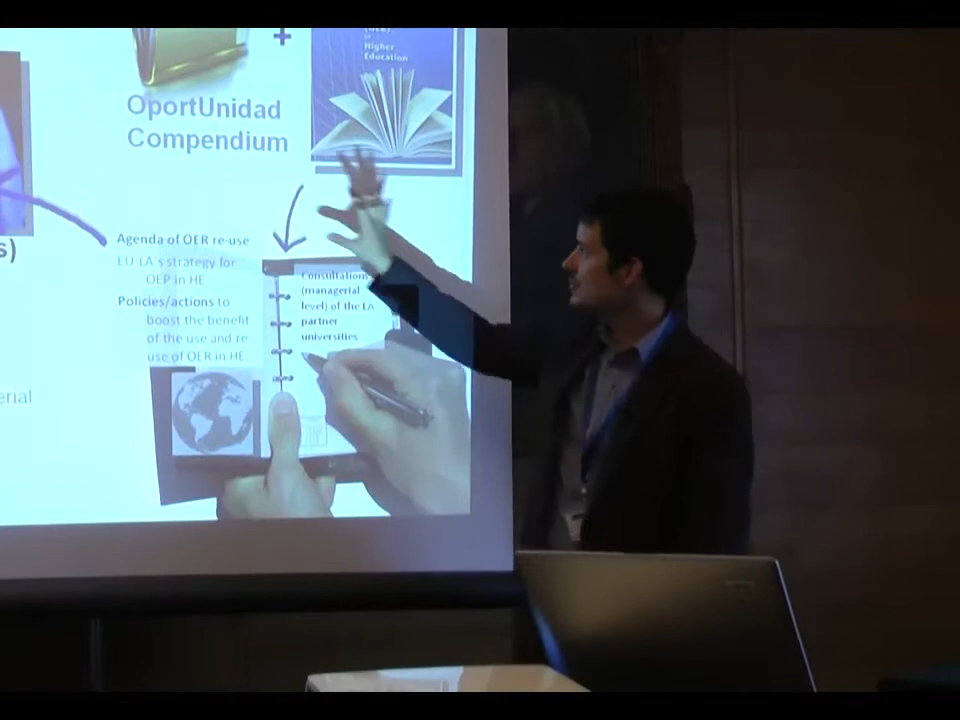 +
Higher
Education
OportUnidad
Compendium
s)
Agenda of OER re-use
EU-LA's strategy for
OEP in HE
Policies/actions to
boost the benefit
of the use and re
use of OER in HE
Consultations
(managerial
level) of the LA
partner
universities
erial